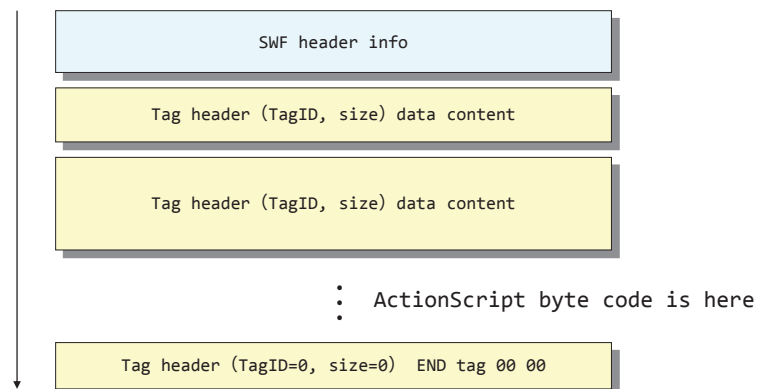 SWF header info
Tag header (TagID, size) data content
Tag header (TagID, size) data content
ActionScript byte code is here
Tag header (TagID=0, size=0) END tag 00 00